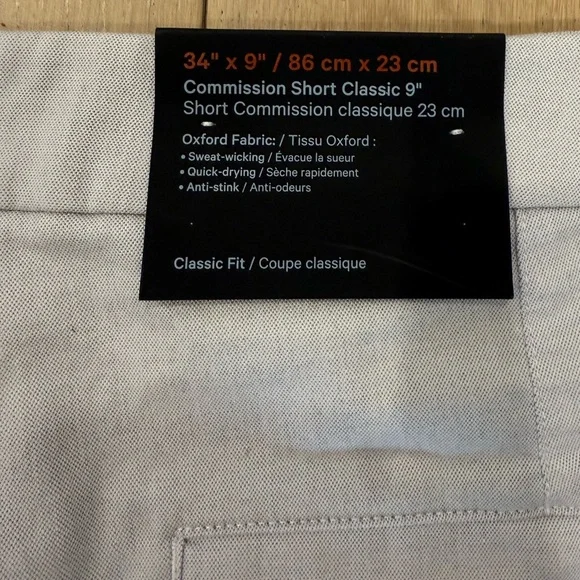 34" x 9" / 86 cm x 23 cm
Commission Short Classic 9"
Short Commission classique 23 cm
Oxford Fabric: / Tissu Oxford :
• Sweat-wicking / Évacue la sueur
• Quick-drying / Sèche rapidement
• Anti-stink / Anti-odeurs
Classic Fit / Coupe classique